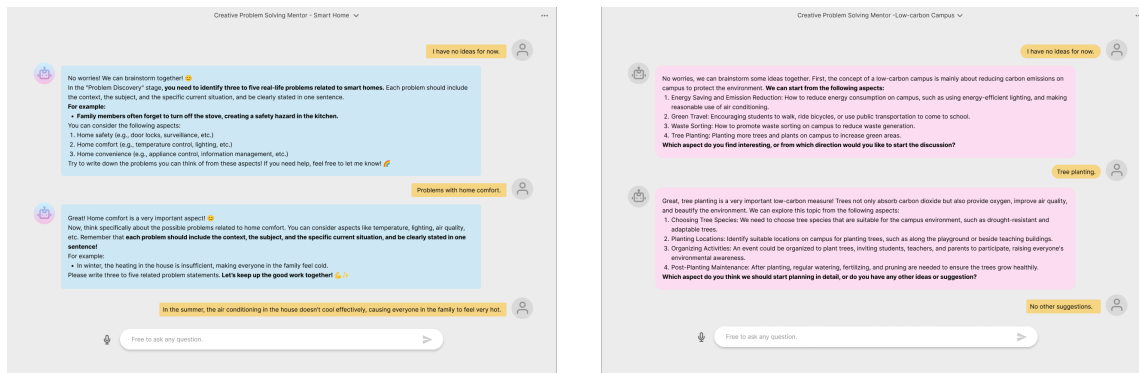 Creative Problem Solving Mentor - Smart Home
I have no ideas for now.
No worries! We can brainstorm together! 😊
In the "Problem Discovery" stage, you need to identify three to five real-life problems related to smart homes. Each problem should include
the context, the subject, and the specific current situation, and be clearly stated in one sentence.
For example:
• Family members often forget to turn off the stove, creating a safety hazard in the kitchen.
You can consider the following aspects:
1. Home safety (e.g., door locks, surveillance, etc.)
2. Home comfort (e.g., temperature control, lighting, etc.)
3. Home convenience (e.g., appliance control, information management, etc.)
Try to write down the problems you can think of from these aspects! If you need help, feel free to let me know! 🌈
Problems with home comfort.
Great! Home comfort is a very important aspect! 😊
Now, think specifically about the possible problems related to home comfort. You can consider aspects like temperature, lighting, air quality,
etc. Remember that each problem should include the context, the subject, and the specific current situation, and be clearly stated in one
sentence!
For example:
• In winter, the heating in the house is insufficient, making everyone in the family feel cold.
Please write three to five related problem statements. Let's keep up the good work together! 💪✨
In the summer, the air conditioning in the house doesn't cool effectively, causing everyone in the family to feel very hot.
Free to ask any question.
Creative Problem Solving Mentor -Low-carbon Campus
I have no ideas for now.
No worries, we can brainstorm some ideas together. First, the concept of a low-carbon campus is mainly about reducing carbon emissions on
campus to protect the environment. We can start from the following aspects:
1. Energy Saving and Emission Reduction: How to reduce energy consumption on campus, such as using energy-efficient lighting, and making
reasonable use of air conditioning.
2. Green Travel: Encouraging students to walk, ride bicycles, or use public transportation to come to school.
3. Waste Sorting: How to promote waste sorting on campus to reduce waste generation.
4. Tree Planting: Planting more trees and plants on campus to increase green areas.
Which aspect do you find interesting, or from which direction would you like to start the discussion?
Tree planting.
Great, tree planting is a very important low-carbon measure! Trees not only absorb carbon dioxide but also provide oxygen, improve air quality,
and beautify the environment. We can explore this topic from the following aspects:
1. Choosing Tree Species: We need to choose tree species that are suitable for the campus environment, such as drought-resistant and
adaptable trees.
2. Planting Locations: Identify suitable locations on campus for planting trees, such as along the playground or beside teaching buildings.
3. Organizing Activities: An event could be organized to plant trees, inviting students, teachers, and parents to participate, raising everyone's
environmental awareness.
4. Post-Planting Maintenance: After planting, regular watering, fertilizing, and pruning are needed to ensure the trees grow healthily.
Which aspect do you think we should start planning in detail, or do you have any other ideas or suggestion?
No other suggestions.
Free to ask any question.